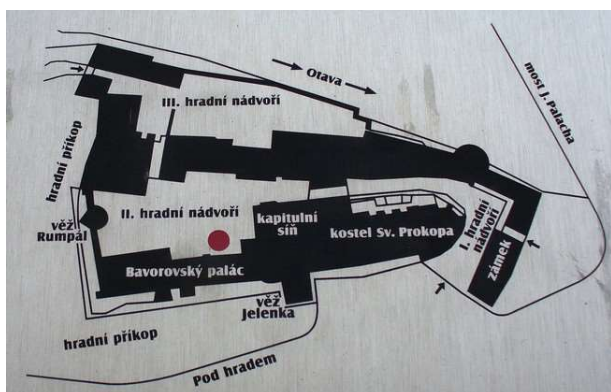 Otava
most J. Palacha
III. hradní nádvoří
hradní příkop
věž
Rumpál
II. hradní nádvoří
kapitulní
síň
kostel Sv. Prokopa
I. hradní
nádvoří
zámek
Bavorovský palác
věž
Jelenka
hradní příkop
Pod hradem